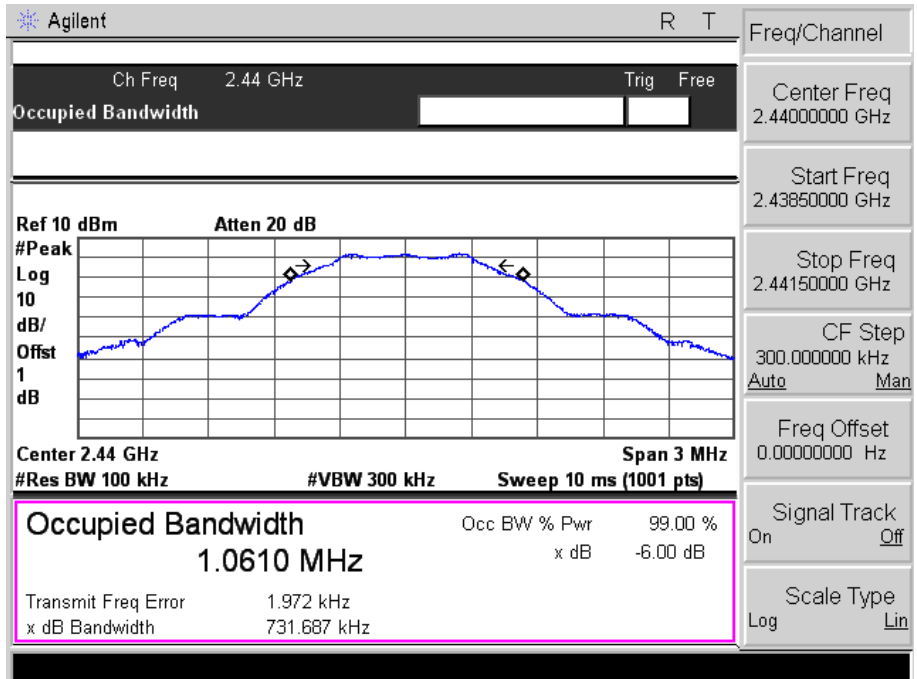 Agilent R T
Freq/Channel
Ch Freq 2.44 GHz Trig Free
Occupied Bandwidth
Center Freq
2.44000000 GHz
Start Freq
2.43850000 GHz
Stop Freq
2.44150000 GHz
CF Step
300.000000 kHz
Auto Man
Freq Offset
0.00000000 Hz
Signal Track
On Off
Scale Type
Log Lin
Ref 10 dBm Atten 20 dB
#Peak
Log
10
dB/
Offst
1
dB
Center 2.44 GHz Span 3 MHz
#Res BW 100 kHz #VBW 300 kHz Sweep 10 ms (1001 pts)
Occupied Bandwidth
1.0610 MHz
Occ BW % Pwr 99.00 %
x dB -6.00 dB
Transmit Freq Error 1.972 kHz
x dB Bandwidth 731.687 kHz